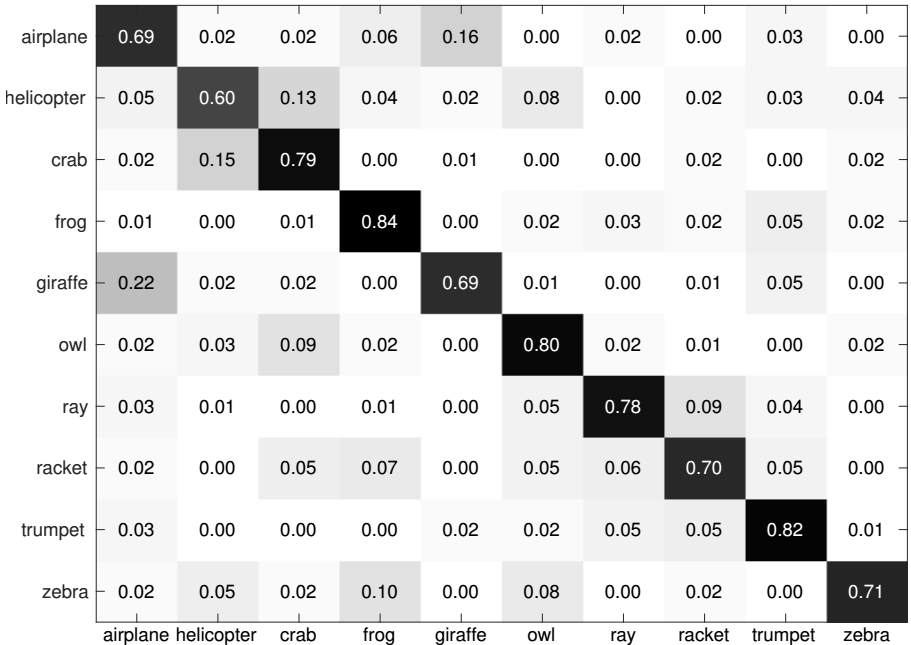 airplane 0.69 0.02 0.02 0.06 0.16 0.00 0.02 0.00 0.03 0.00
helicopter 0.05 0.60 0.13 0.04 0.02 0.08 0.00 0.02 0.03 0.04
crab 0.02 0.15 0.79 0.00 0.01 0.00 0.00 0.02 0.00 0.02
frog 0.01 0.00 0.01 0.84 0.00 0.02 0.03 0.02 0.05 0.02
giraffe 0.22 0.02 0.02 0.00 0.69 0.01 0.00 0.01 0.05 0.00
owl 0.02 0.03 0.09 0.02 0.00 0.80 0.02 0.01 0.00 0.02
ray 0.03 0.01 0.00 0.01 0.00 0.05 0.78 0.09 0.04 0.00
racket 0.02 0.00 0.05 0.07 0.00 0.05 0.06 0.70 0.05 0.00
trumpet 0.03 0.00 0.00 0.00 0.02 0.02 0.05 0.05 0.82 0.01
zebra 0.02 0.05 0.02 0.10 0.00 0.08 0.00 0.02 0.00 0.71
airplane helicopter crab frog giraffe owl ray racket trumpet zebra